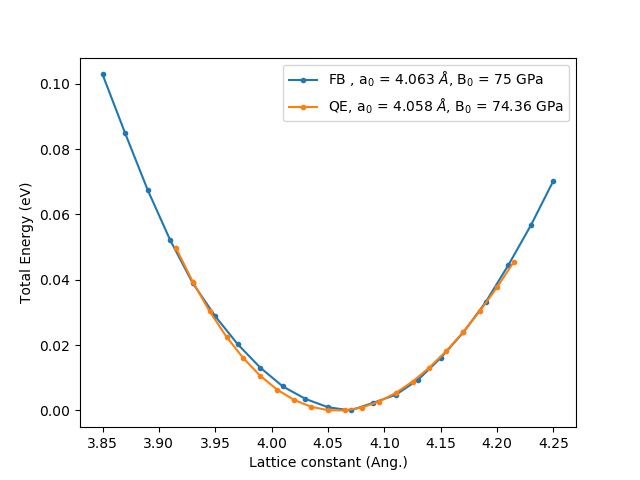 FB , a₀ = 4.063 Å, B₀ = 75 GPa
QE, a₀ = 4.058 Å, B₀ = 74.36 GPa
0.10
0.08
0.06
0.04
0.02
0.00
Total Energy (eV)
3.85 3.90 3.95 4.00 4.05 4.10 4.15 4.20 4.25
Lattice constant (Ang.)